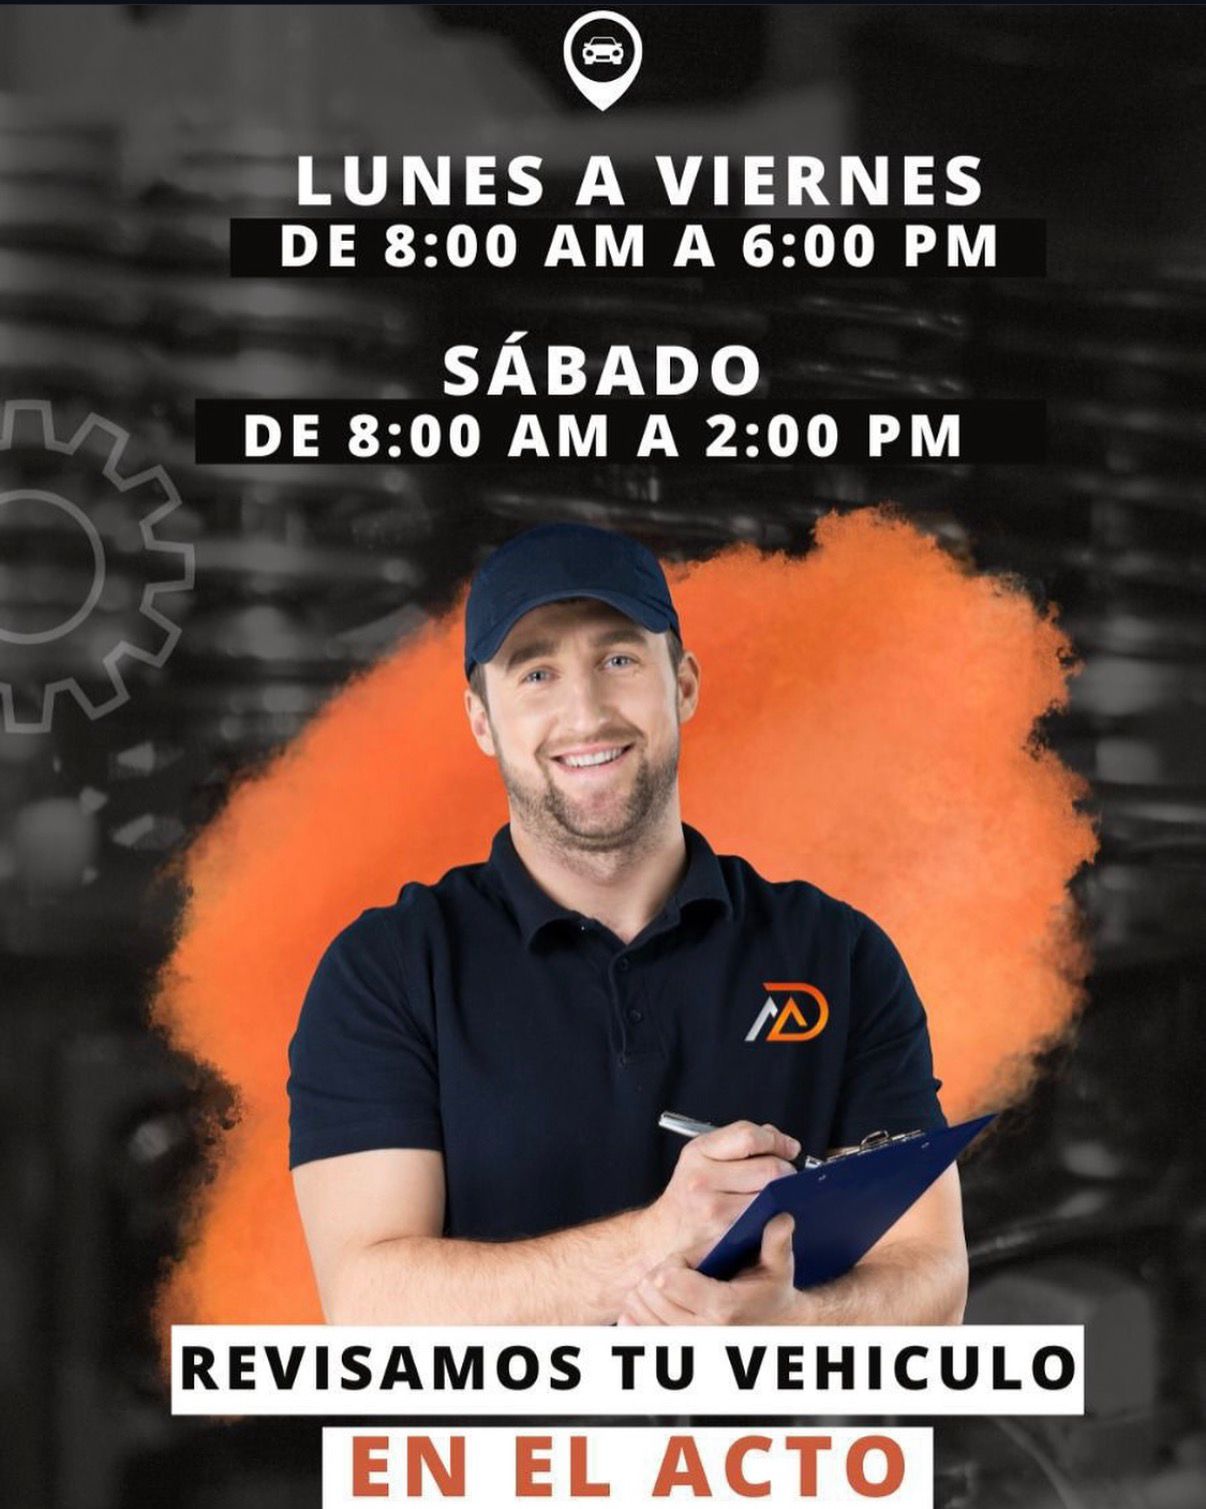 LUNES A VIERNES
DE 8:00 AM A 6:00 PM
SÁBADO
DE 8:00 AM A 2:00 PM
REVISAMOS TU VEHICULO
EN EL ACTO